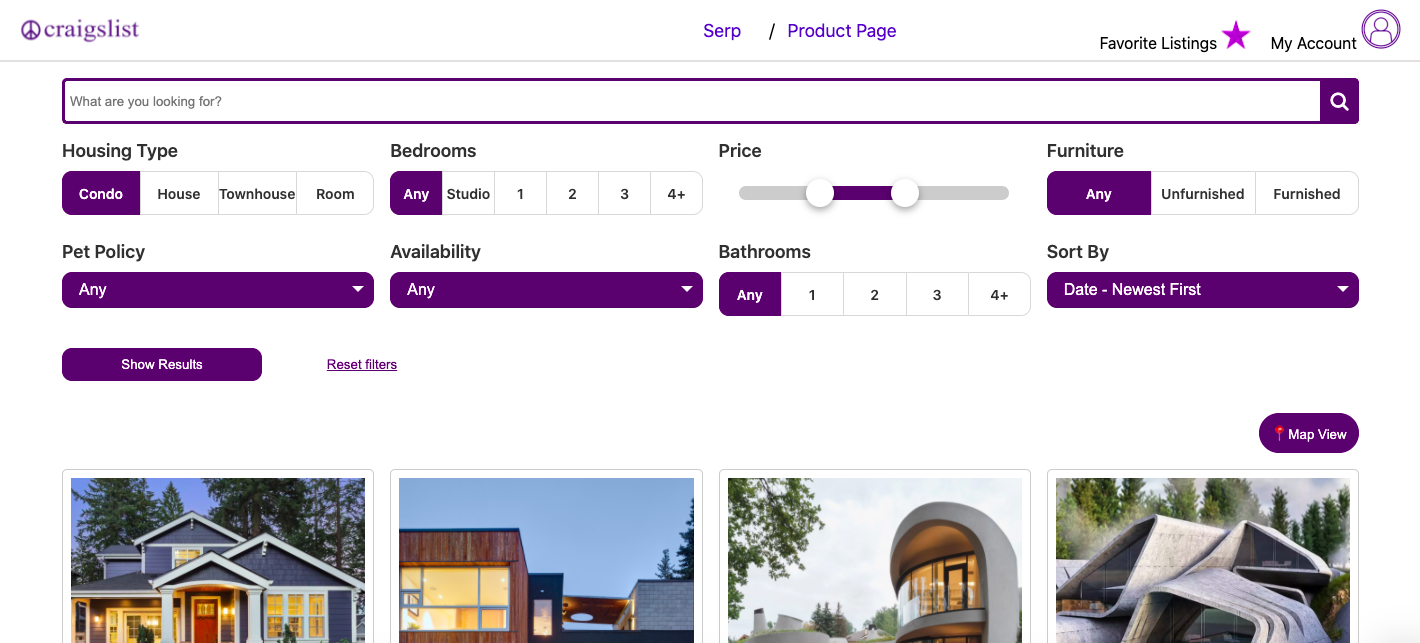 craigslist
Serp / Product Page
Favorite Listings
My Account
What are you looking for?
Housing Type
Condo House Townhouse Room
Bedrooms
Any Studio 1 2 3 4+
Price
Furniture
Any Unfurnished Furnished
Pet Policy
Any
Availability
Any
Bathrooms
Any 1 2 3 4+
Sort By
Date - Newest First
Show Results
Reset filters
Map View